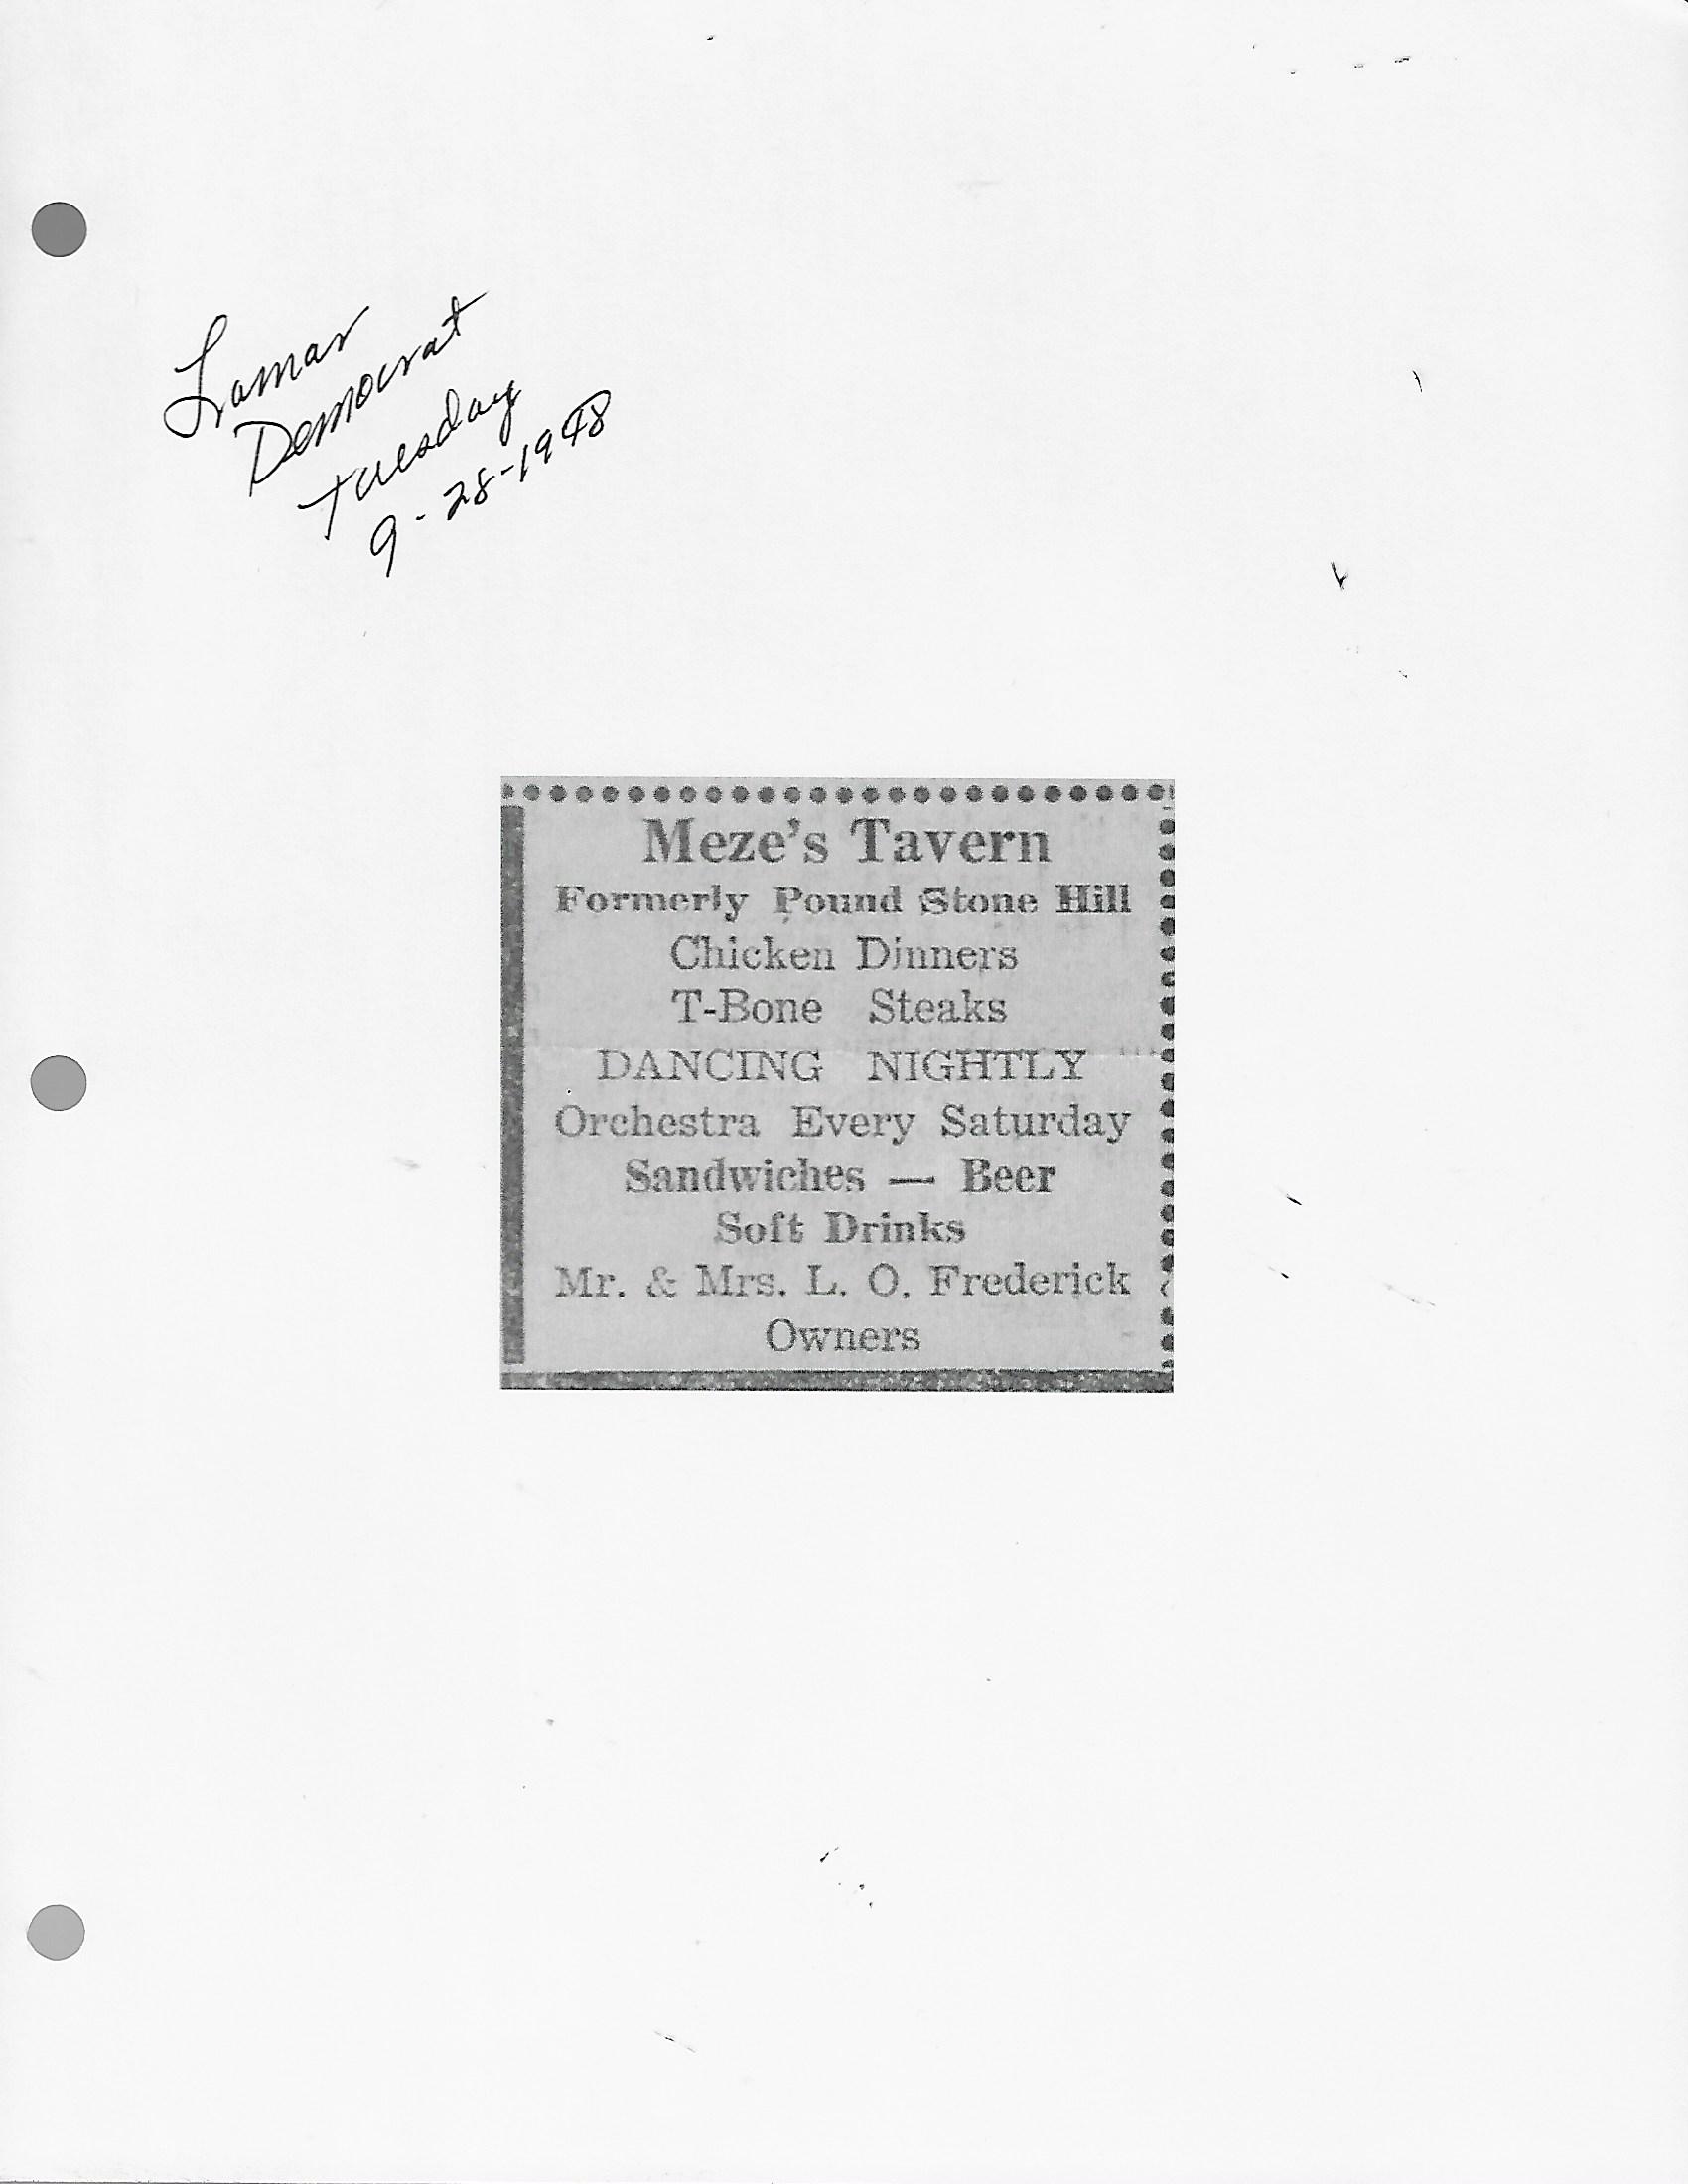 Lamar
Democrat
Tuesday
9-28-1948
Meze's Tavern
Formerly Pound Stone Hill
Chicken Dinners
T-Bone Steaks
DANCING NIGHTLY
Orchestra Every Saturday
Sandwiches — Beer
Soft Drinks
Mr. & Mrs. L. O. Frederick
Owners